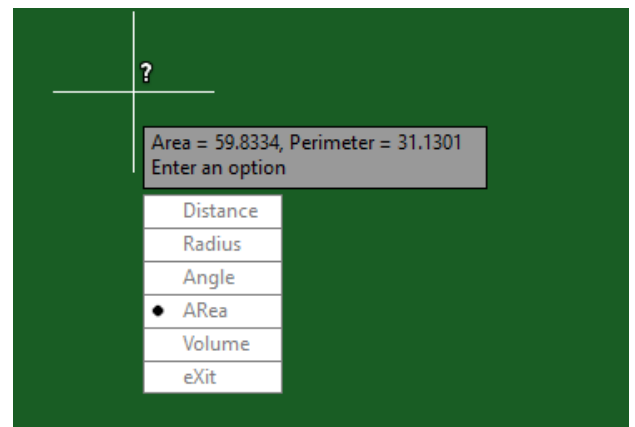 ?
Area = 59.8334, Perimeter = 31.1301
Enter an option
Distance
Radius
Angle
ARea
Volume
eXit